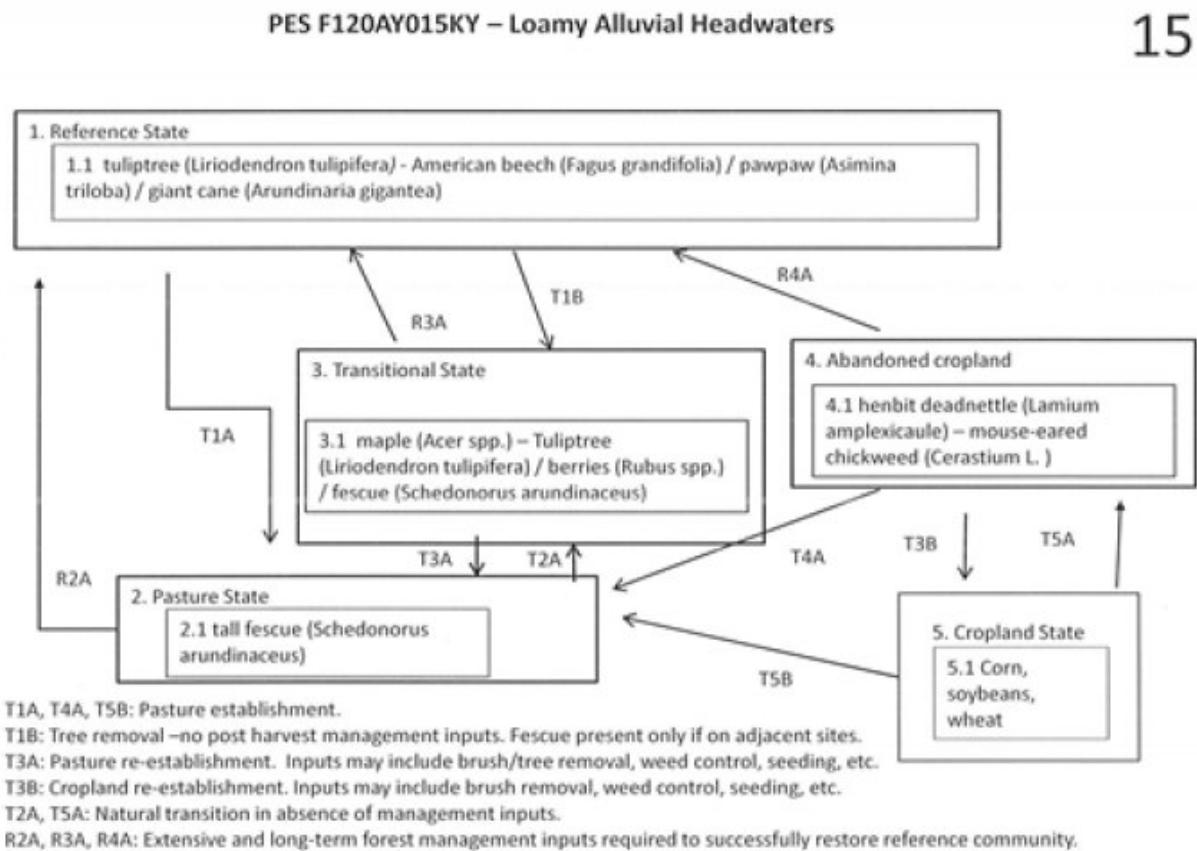 PES F120AY015KY – Loamy Alluvial Headwaters
15
1. Reference State
1.1 tuliptree (Liriodendron tulipifera) - American beech (Fagus grandifolia) / pawpaw (Asimina
triloba) / giant cane (Arundinaria gigantea)
R4A
T1B
R3A
3. Transitional State
4. Abandoned cropland
4.1 henbit deadnettle (Lamium
amplexicaule) – mouse-eared
chickweed (Cerastium L. )
T1A
3.1 maple (Acer spp.) – Tuliptree
(Liriodendron tulipifera) / berries (Rubus spp.)
/ fescue (Schedonorus arundinaceus)
T3A
T2A
T4A
T3B
T5A
R2A
2. Pasture State
2.1 tall fescue (Schedonorus
arundinaceus)
5. Cropland State
5.1 Corn,
soybeans,
wheat
T5B
T1A, T4A, T5B: Pasture establishment.
T1B: Tree removal –no post harvest management inputs. Fescue present only if on adjacent sites.
T3A: Pasture re-establishment.  Inputs may include brush/tree removal, weed control, seeding, etc.
T3B: Cropland re-establishment. Inputs may include brush removal, weed control, seeding, etc.
T2A, T5A: Natural transition in absence of management inputs.
R2A, R3A, R4A: Extensive and long-term forest management inputs required to successfully restore reference community.